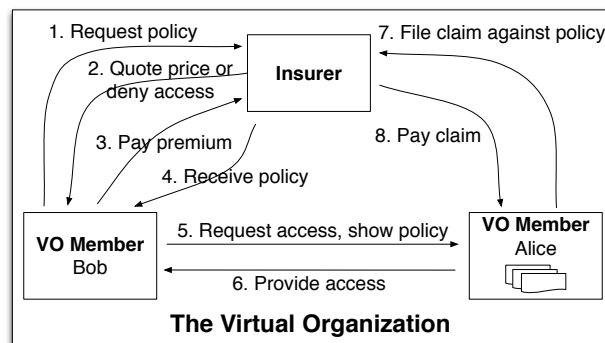 1. Request policy
7. File claim against policy
2. Quote price or
deny access
Insurer
3. Pay premium
8. Pay claim
4. Receive policy
VO Member
Bob
5. Request access, show policy
VO Member
Alice
6. Provide access
The Virtual Organization